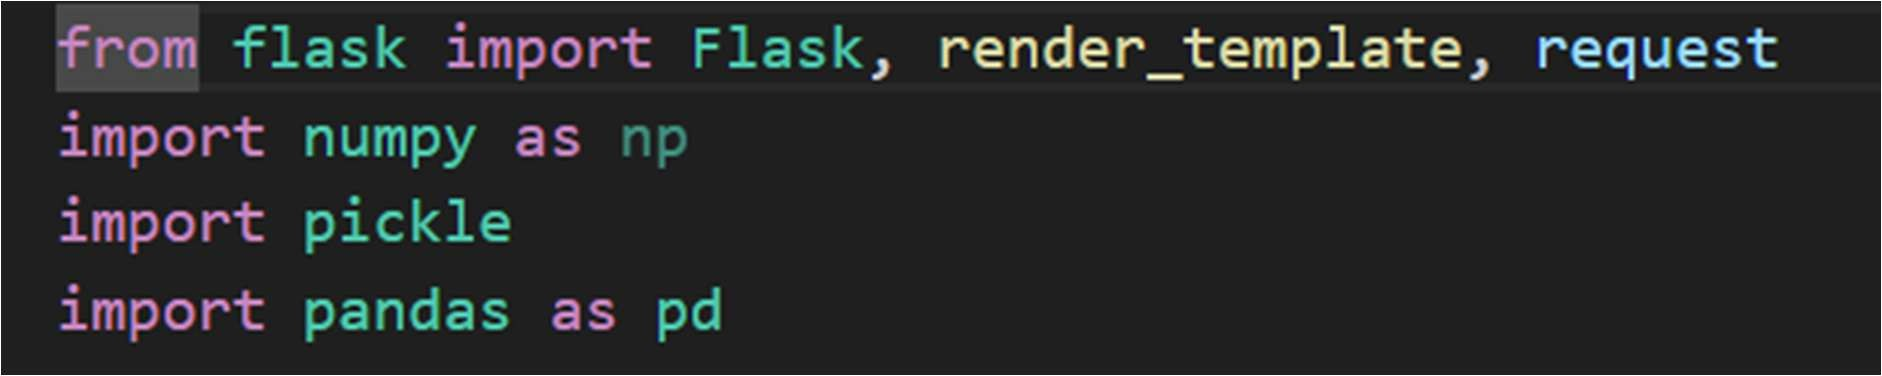 from flask import Flask, render_template, request
import numpy as np
import pickle
import pandas as pd